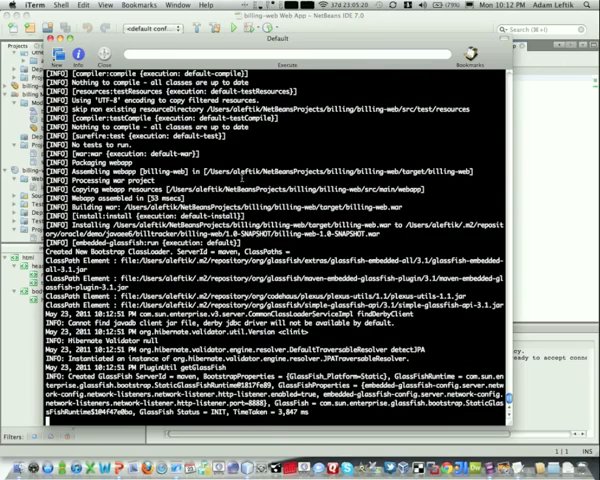 iTerm Shell View Bookmarks Window Help
37d 23:05:20 (79%) Mon 10:12 PM Adam Leftik
billing-web Web App - NetBeans IDE 7.0
Default
<default conf...
Search (⌘+I)
New Info Close Execute Bookmarks
Projects
[INFO] [compiler:compile {execution: default-compile}]
[INFO] Nothing to compile - all classes are up to date
[INFO] [resources:testResources {execution: default-testResources}]
[INFO] Using 'UTF-8' encoding to copy filtered resources.
[INFO] skip non existing resourceDirectory /Users/aleftik/NetBeansProjects/billing/billing-web/src/test/resources
[INFO] [compiler:testCompile {execution: default-testCompile}]
[INFO] Nothing to compile - all classes are up to date
[INFO] [surefire:test {execution: default-test}]
[INFO] No tests to run.
[INFO] [war:war {execution: default-war}]
[INFO] Packaging webapp
[INFO] Assembling webapp [billing-web] in [/Users/aleftik/NetBeansProjects/billing/billing-web/target/billing-web]
[INFO] Processing war project
[INFO] Copying webapp resources [/Users/aleftik/NetBeansProjects/billing/billing-web/src/main/webapp]
[INFO] Webapp assembled in [53 msecs]
[INFO] Building war: /Users/aleftik/NetBeansProjects/billing/billing-web/target/billing-web.war
[INFO] [install:install {execution: default-install}]
[INFO] Installing /Users/aleftik/NetBeansProjects/billing/billing-web/target/billing-web.war to /Users/aleftik/.m2/reposit
ory/oracle/demo/javaee6/billtracker/billing-web/1.0-SNAPSHOT/billing-web-1.0-SNAPSHOT.war
[INFO] [embedded-glassfish:run {execution: default}]
Created New Bootstrap ClassLoader. ServerId = maven, ClassPaths =
ClassPath Element : file:/Users/aleftik/.m2/repository/org/glassfish/extras/glassfish-embedded-all/3.1/glassfish-embedded-
all-3.1.jar
ClassPath Element : file:/Users/aleftik/.m2/repository/org/glassfish/maven-embedded-glassfish-plugin/3.1/maven-embedded-gl
assfish-plugin-3.1.jar
ClassPath Element : file:/Users/aleftik/.m2/repository/org/codehaus/plexus/plexus-utils/1.1/plexus-utils-1.1.jar
ClassPath Element : file:/Users/aleftik/.m2/repository/org/glassfish/simple-glassfish-api/3.1/simple-glassfish-api-3.1.jar
May 23, 2011 10:12:51 PM com.sun.enterprise.v3.server.CommonClassLoaderServiceImpl findDerbyClient
INFO: Cannot find javadb client jar file, derby jdbc driver will not be available by default.
May 23, 2011 10:12:51 PM org.hibernate.validator.util.Version <clinit>
INFO: Hibernate Validator null
May 23, 2011 10:12:51 PM org.hibernate.validator.engine.resolver.DefaultTraversableResolver detectJPA
INFO: Instantiated an instance of org.hibernate.validator.engine.resolver.JPATraversableResolver.
May 23, 2011 10:12:51 PM PluginUtil getGlassFish
INFO: Created GlassFish ServerId = maven, BootstrapProperties = {GlassFish_Platform=Static}, GlassFishRuntime = com.sun.en
terprise.glassfish.bootstrap.StaticGlassFishRuntime@1817fe89, GlassFishProperties = {embedded-glassfish-config.server.netw
ork-config.network-listeners.network-listener.http-listener.enabled=true, embedded-glassfish-config.server.network-config.
network-listeners.network-listener.http-listener.port=8888}, GlassFish = com.sun.enterprise.glassfish.bootstrap.StaticGlas
sFishRuntime$1@4f47e0ba, GlassFish Status = INIT, TimeTaken = 3,847 ms
html
Filters:
ready to accept conne
1 | 1 INS